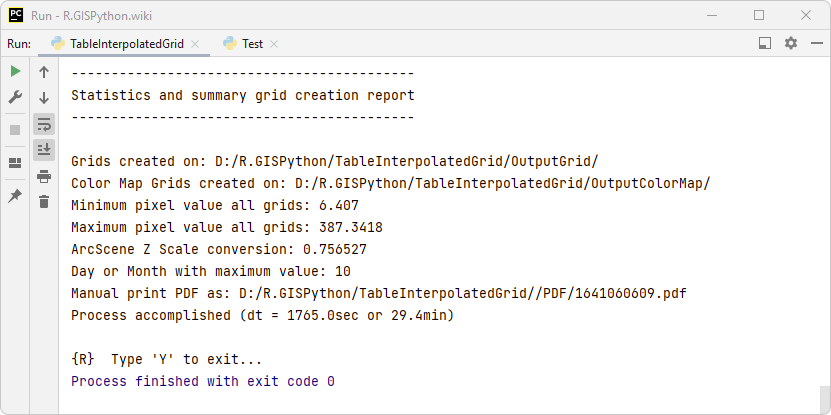 PC Run - R.GISPython.wiki
Run: TableInterpolatedGrid Test
-------------------------------------------
Statistics and summary grid creation report
-------------------------------------------
Grids created on: D:/R.GISPython/TableInterpolatedGrid/OutputGrid/
Color Map Grids created on: D:/R.GISPython/TableInterpolatedGrid/OutputColorMap/
Minimum pixel value all grids: 6.407
Maximum pixel value all grids: 387.3418
ArcScene Z Scale conversion: 0.756527
Day or Month with maximum value: 10
Manual print PDF as: D:/R.GISPython/TableInterpolatedGrid//PDF/1641060609.pdf
Process accomplished (dt = 1765.0sec or 29.4min)
{R}  Type 'Y' to exit...
Process finished with exit code 0